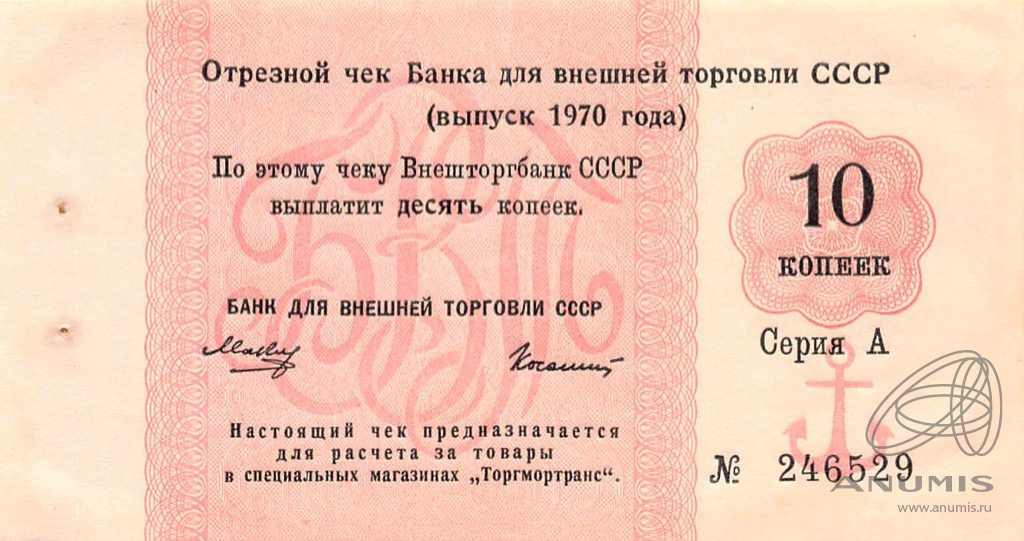 Отрезной чек Банка для внешней торговли СССР
(выпуск 1970 года)
По этому чеку Внешторгбанк СССР
выплатит десять копеек.
10
КОПЕЕК
БАНК ДЛЯ ВНЕШНЕЙ ТОРГОВЛИ СССР
Серия А
Настоящий чек предназначается
для расчета за товары
в специальных магазинах „Торгмортранс“.
№ 246529
ANUMIS
www.anumis.ru